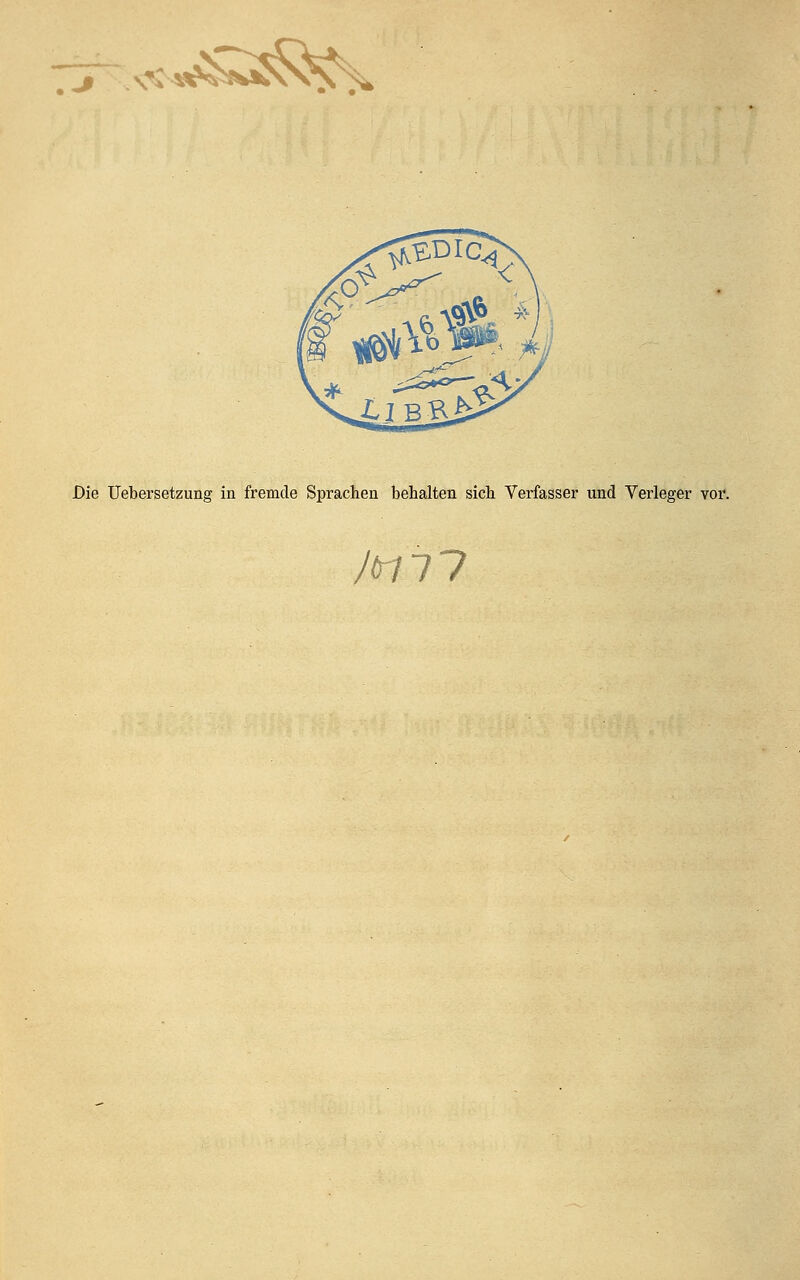 BOSTON MEDICAL
NOV 16 1916
LIBRARY.
Die Uebersetzung in fremde Sprachen behalten sich Verfasser und Verleger vor.